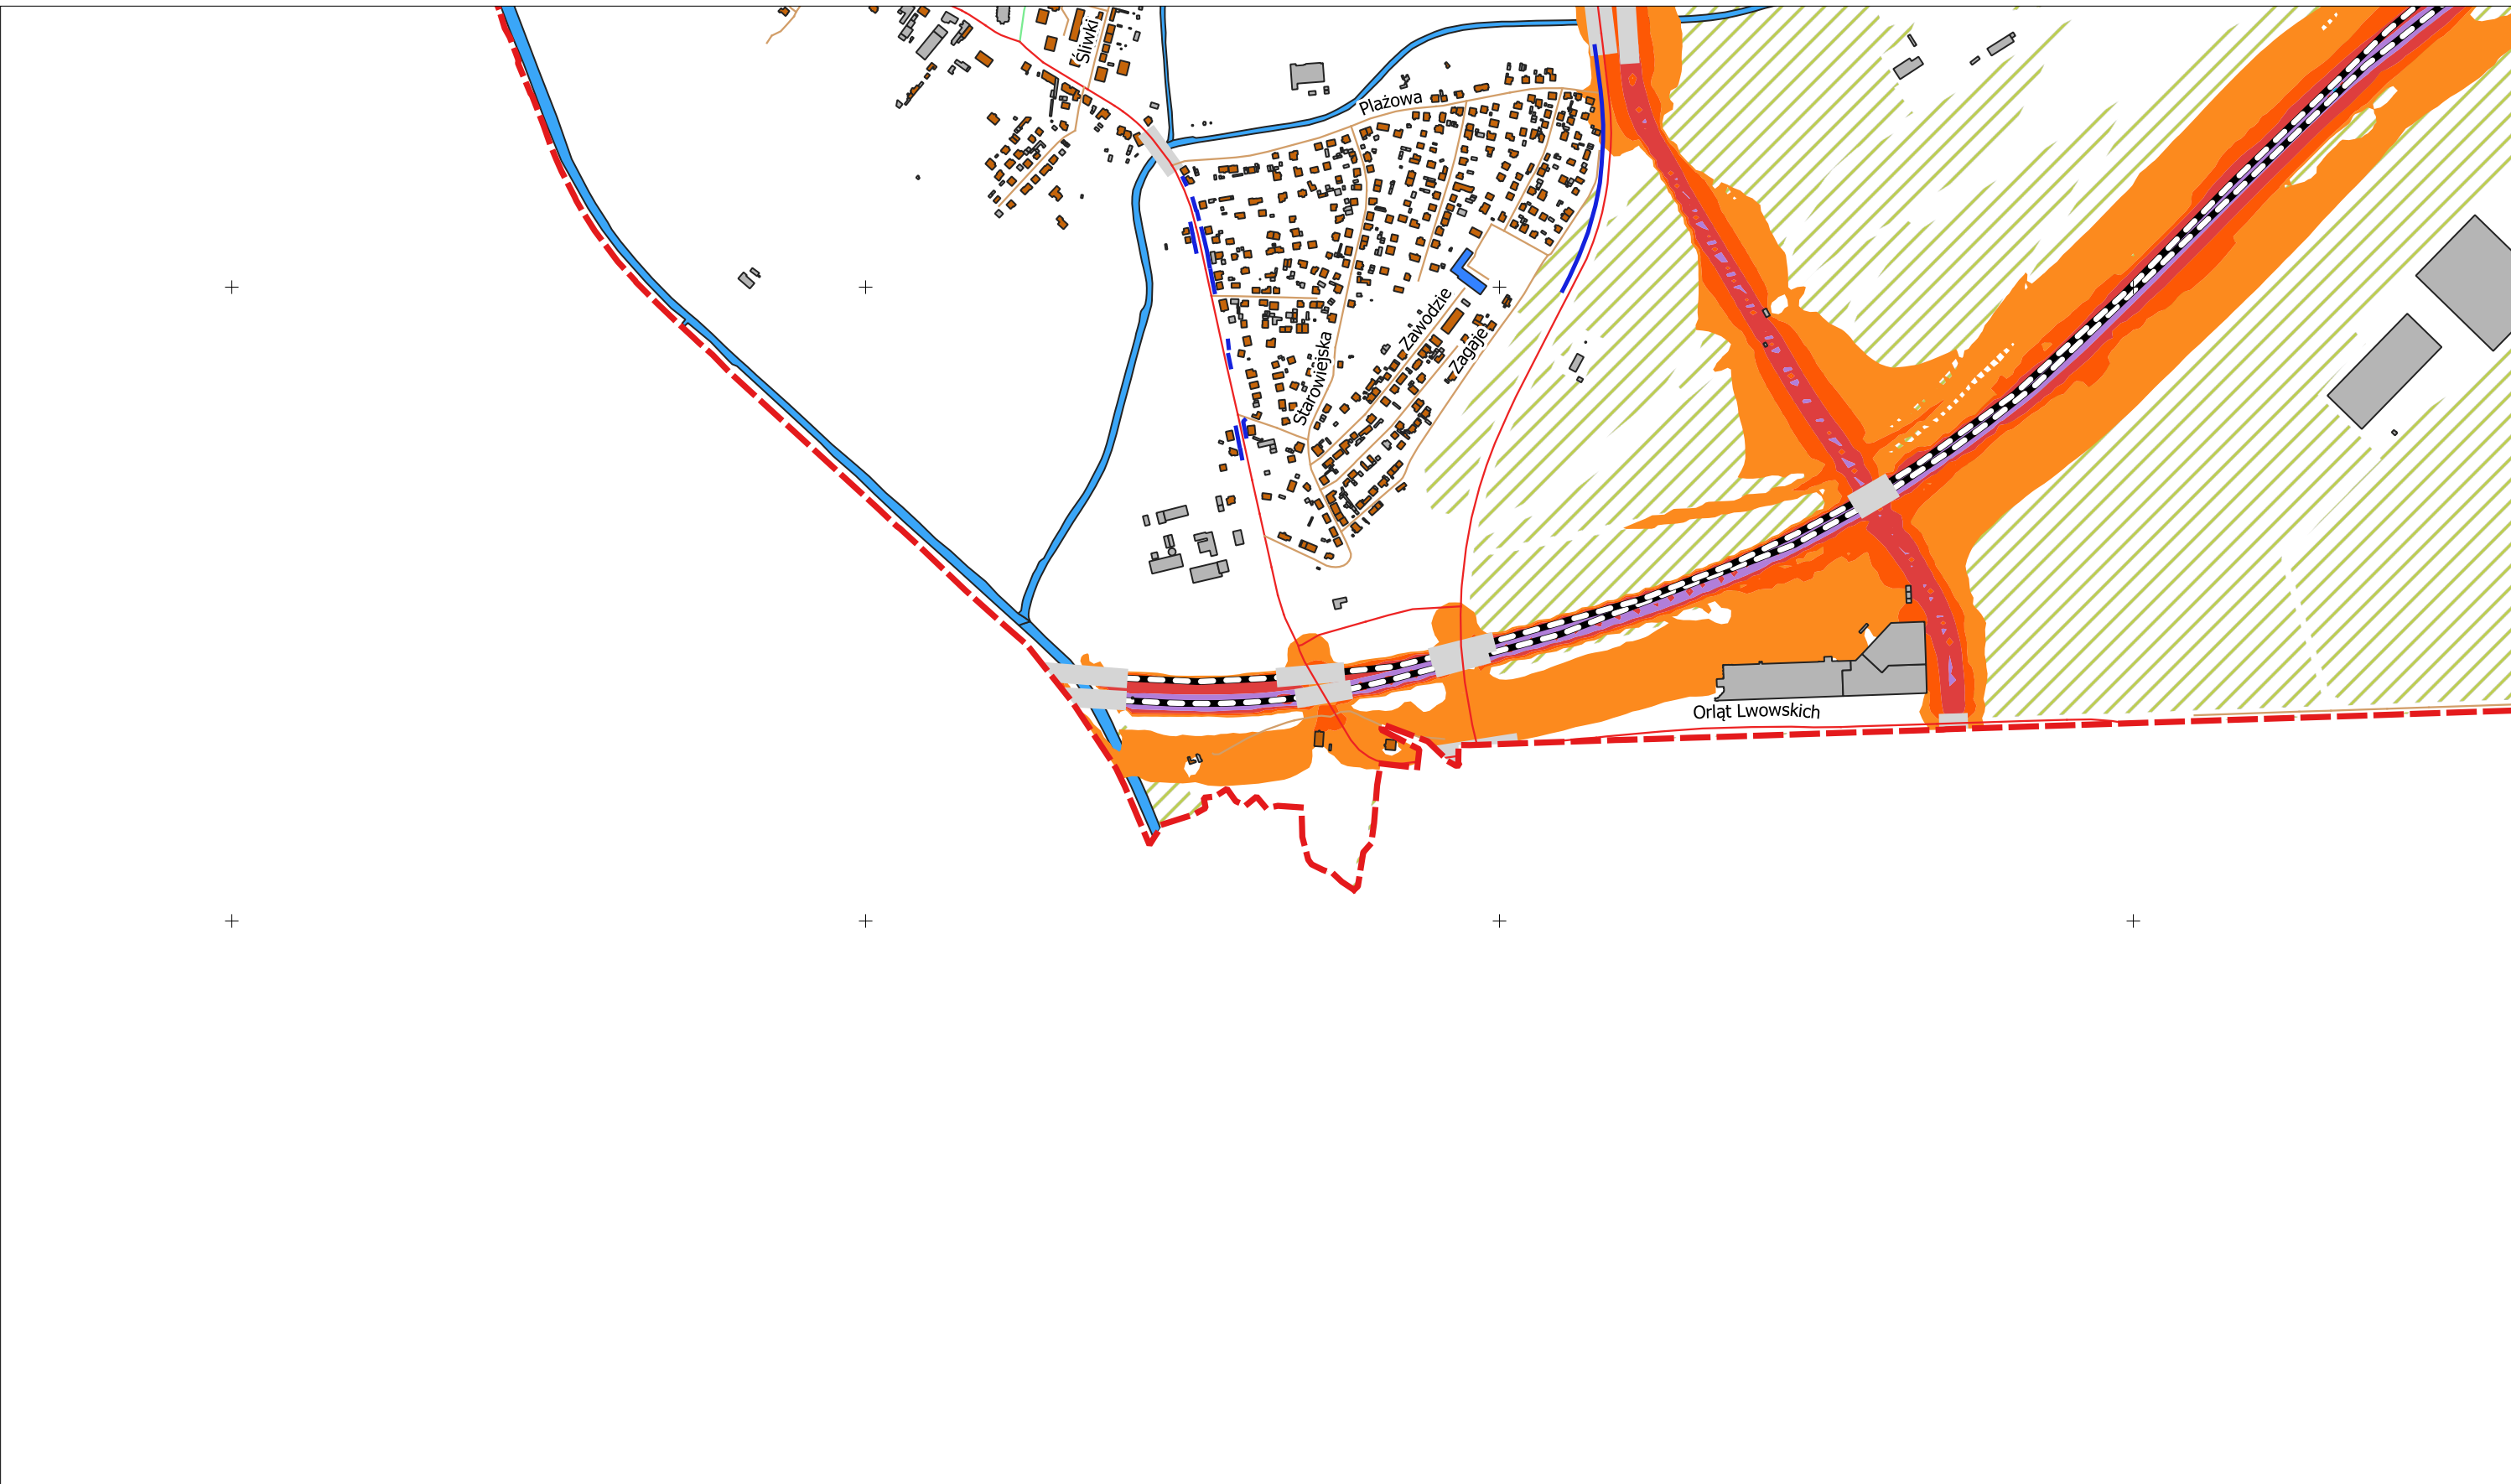 Śliwki
Plażowa
Zawodzie
Zagaje
Starowiejska
Orląt Lwowskich